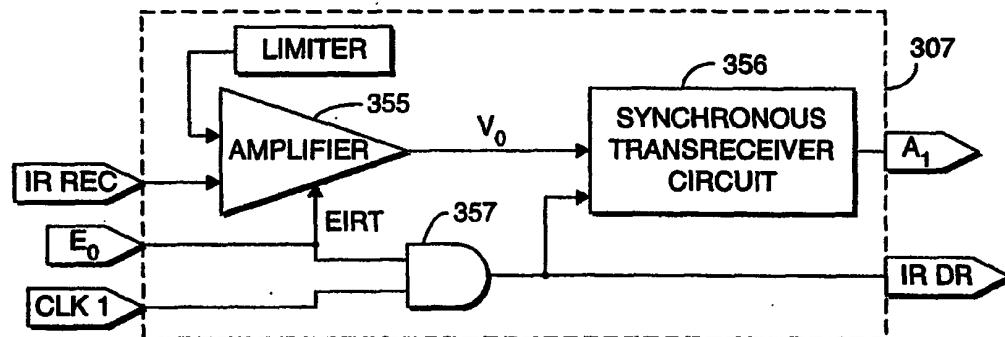 LIMITER
355
AMPLIFIER
V0
356
SYNCHRONOUS
TRANSRECEIVER
CIRCUIT
307
A1
IR REC
EIRT
357
E0
CLK 1
IR DR